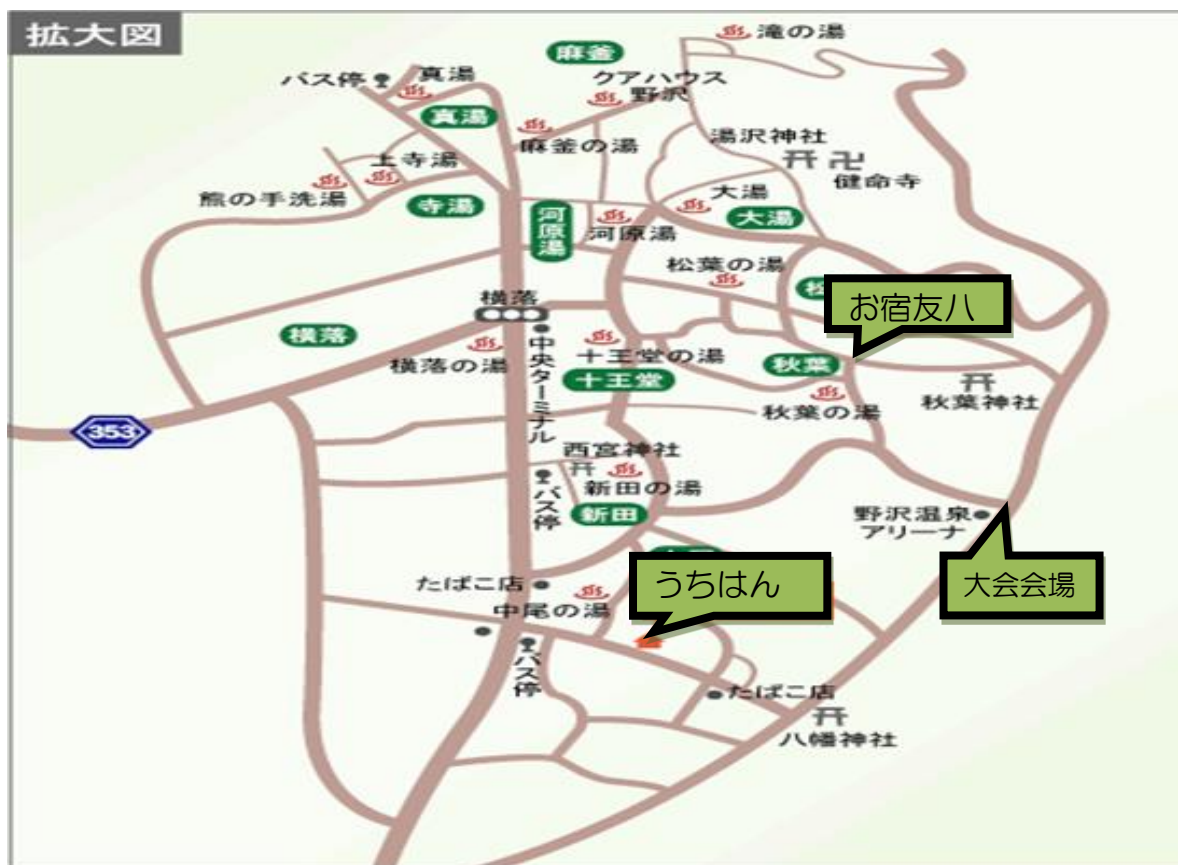 拡大図
滝の湯
麻釜
バス停
真湯
クアハウス
野沢
真湯
麻釜の湯
湯沢神社
上寺湯
健命寺
熊の手洗湯
寺湯
河原湯
河原湯
大湯
大湯
松葉の湯
お宿友八
横落
横落
横落の湯
中央ターミナル
十王堂の湯
十王堂
秋葉
秋葉の湯
秋葉神社
353
西宮神社
新田の湯
バス停
新田
野沢温泉
アリーナ
大会会場
うちはん
たばこ店
中尾の湯
バス停
たばこ店
八幡神社